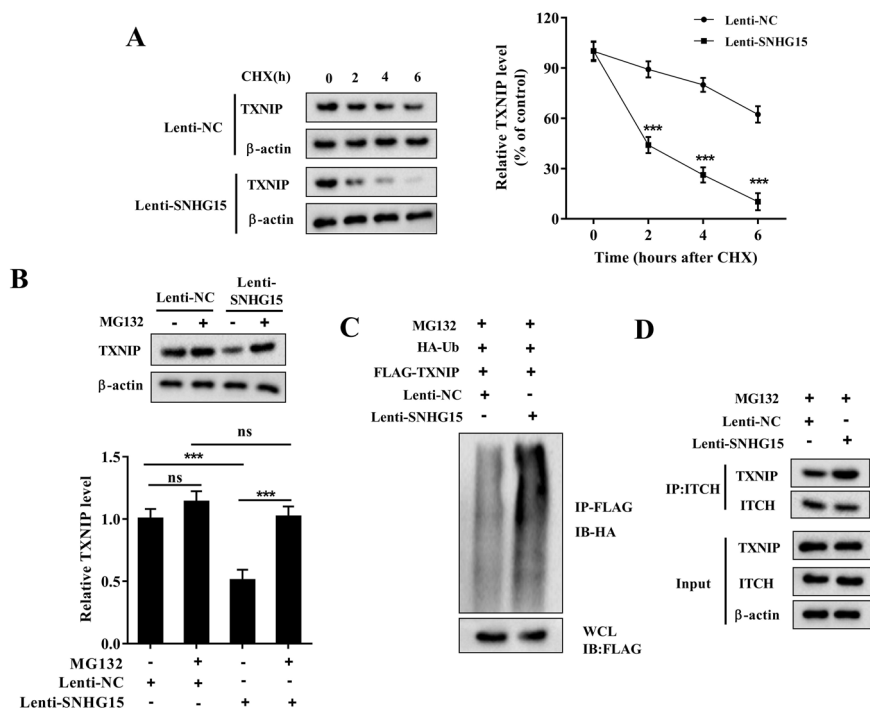 A
CHX(h) 0 2 4 6
Lenti-NC
TXNIP
β-actin
Lenti-SNHG15
TXNIP
β-actin
Relative TXNIP level
(% of control)
120
90
60
30
0
Lenti-NC
Lenti-SNHG15
***
***
***
0 2 4 6
Time (hours after CHX)
B
Lenti-NC
Lenti-
SNHG15
MG132 - + - +
TXNIP
β-actin
Relative TXNIP level
1.5
1.0
0.5
0.0
ns
***
ns
***
MG132 - + - +
Lenti-NC + + - -
Lenti-SNHG15 - - + +
C
MG132 + +
HA-Ub + +
FLAG-TXNIP + +
Lenti-NC + -
Lenti-SNHG15 - +
IP-FLAG
IB-HA
WCL
IB:FLAG
D
MG132 + +
Lenti-NC + -
Lenti-SNHG15 - +
IP:ITCH
TXNIP
ITCH
Input
TXNIP
ITCH
β-actin